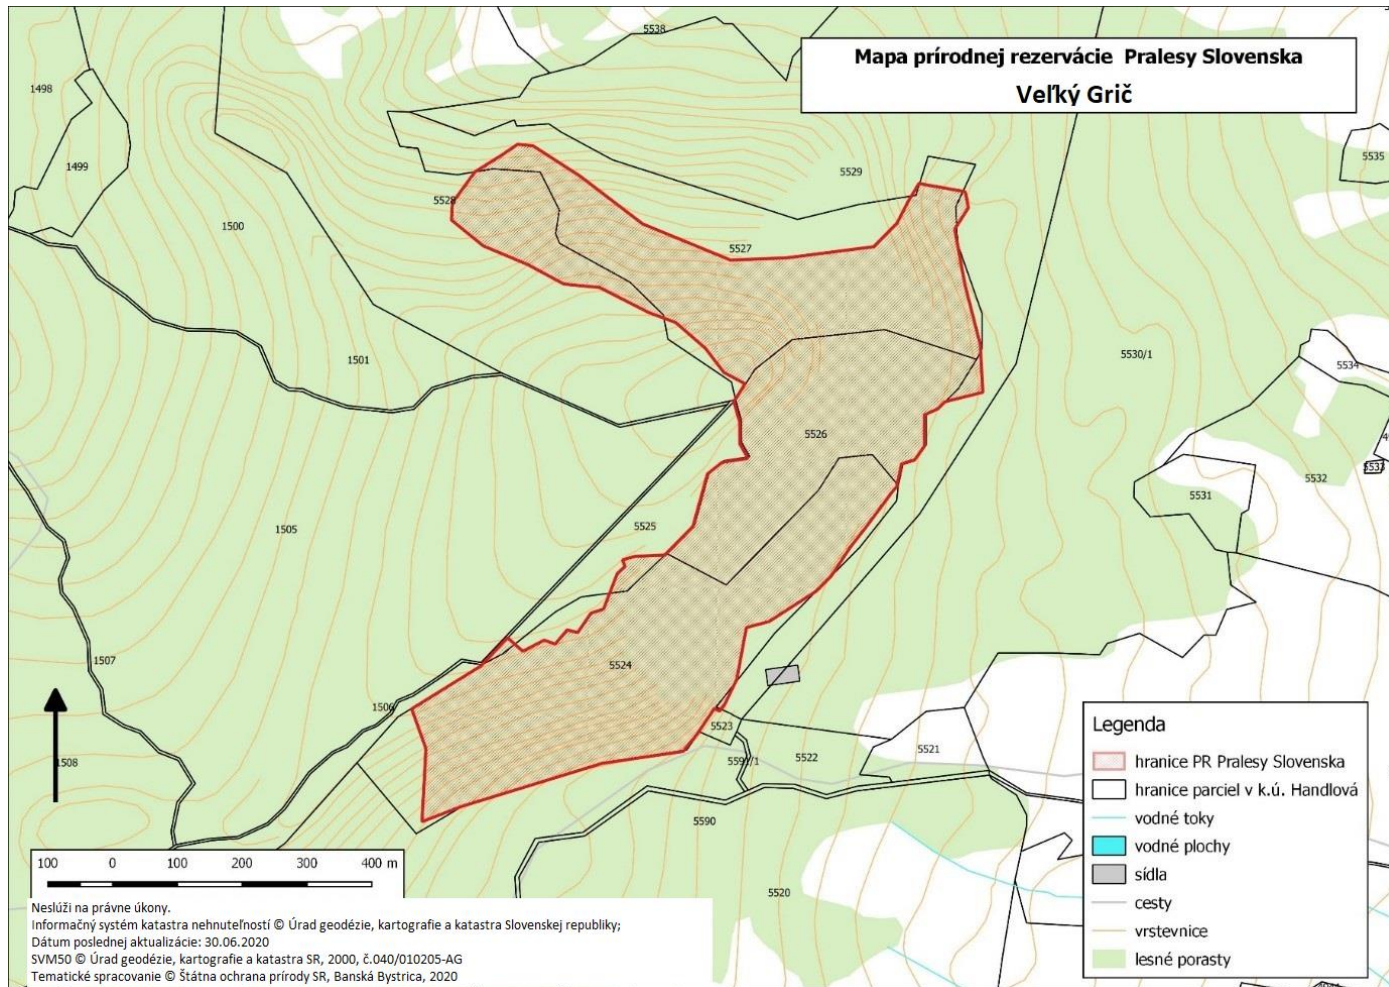 Mapa prírodnej rezervácie Pralesy Slovenska
Veľký Grič
5538
1498
1499
5535
5529
5528
1500
5527
1501
5530/1
5534
5526
5533
5532
5531
1505
5525
1507
5524
1506
1508
5523
5522
5521
5591/1
5590
5520
Legenda
hranice PR Pralesy Slovenska
hranice parciel v k.ú. Handlová
vodné toky
vodné plochy
sídla
cesty
vrstevnice
lesné porasty
100 0 100 200 300 400 m
Neslúži na právne úkony.
Informačný systém katastra nehnuteľností © Úrad geodézie, kartografie a katastra Slovenskej republiky;
Dátum poslednej aktualizácie: 30.06.2020
SVM50 © Úrad geodézie, kartografie a katastra SR, 2000, č.040/010205-AG
Tematické spracovanie © Štátna ochrana prírody SR, Banská Bystrica, 2020